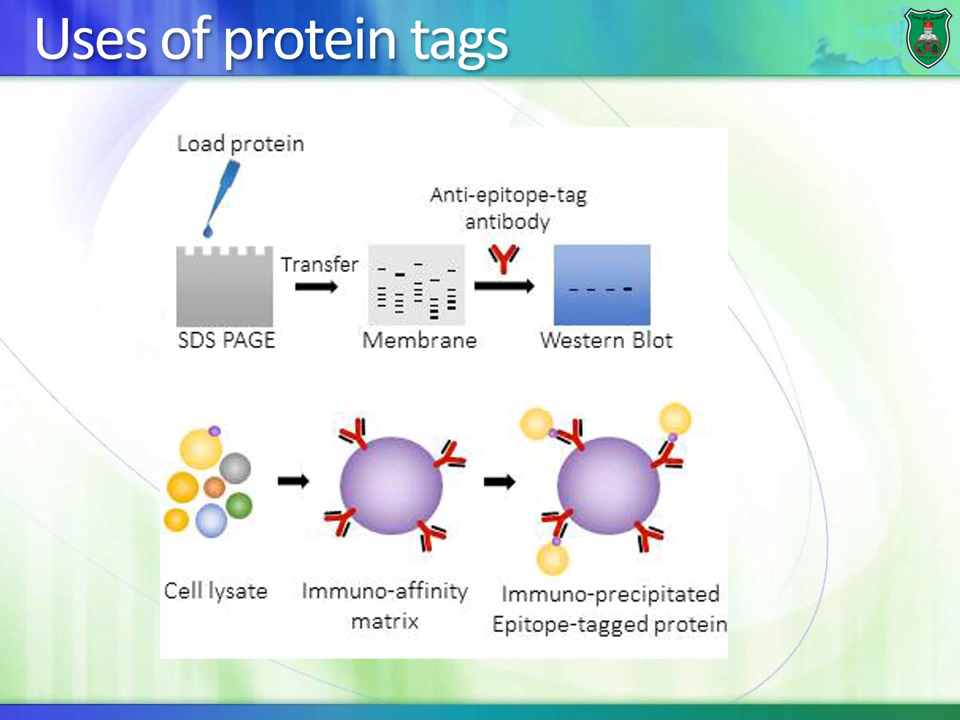 Uses of protein tags
Load protein
Anti-epitope-tag
antibody
Transfer
SDS PAGE
Membrane
Western Blot
Cell lysate
Immuno-affinity
matrix
Immuno-precipitated
Epitope-tagged protein